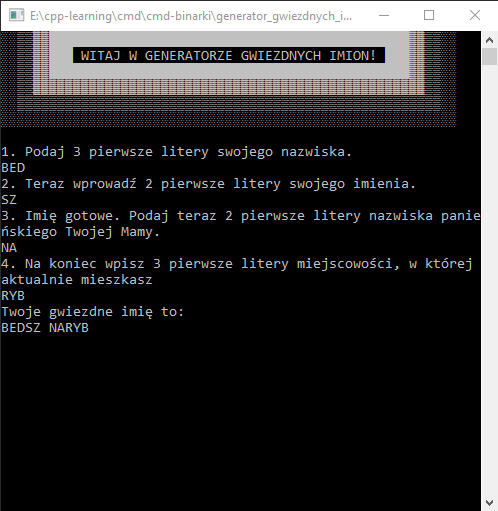 E:\cpp-learning\cmd\cmd-binarki\generator_gwiezdnych_i...
WITAJ W GENERATORZE GWIEZDNYCH IMION!
1. Podaj 3 pierwsze litery swojego nazwiska.
BED
2. Teraz wprowadź 2 pierwsze litery swojego imienia.
SZ
3. Imię gotowe. Podaj teraz 2 pierwsze litery nazwiska panie
ńskiego Twojej Mamy.
NA
4. Na koniec wpisz 3 pierwsze litery miejscowości, w której
aktualnie mieszkasz
RYB
Twoje gwiezdne imię to:
BEDSZ NARYB